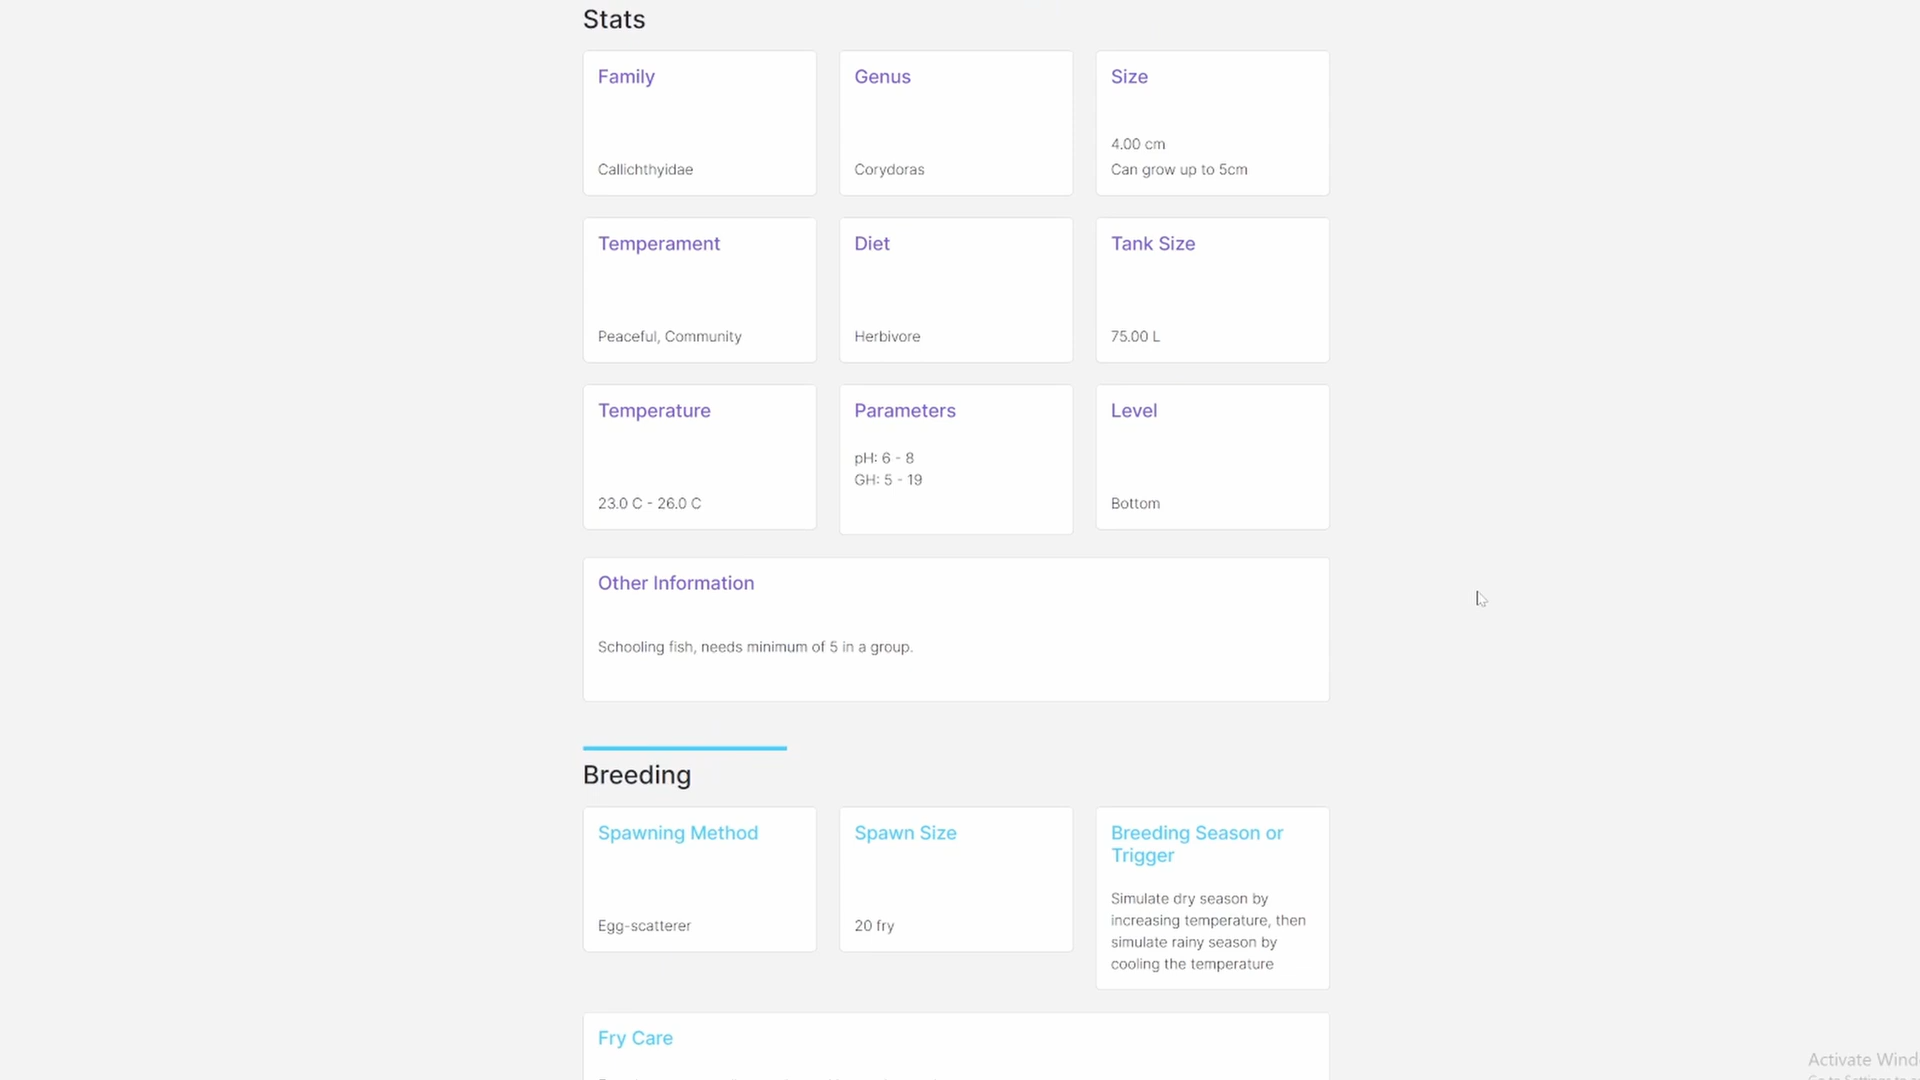 Stats
Family
Callichthyidae
Genus
Corydoras
Size
4.00 cm
Can grow up to 5cm
Temperament
Peaceful, Community
Diet
Herbivore
Tank Size
75.00 L
Temperature
23.0 C - 26.0 C
Parameters
pH: 6 - 8
GH: 5 - 19
Level
Bottom
Other Information
Schooling fish, needs minimum of 5 in a group.
Breeding
Spawning Method
Egg-scatterer
Spawn Size
20 fry
Breeding Season or
Trigger
Simulate dry season by
increasing temperature, then
simulate rainy season by
cooling the temperature
Fry Care
Activate Wind